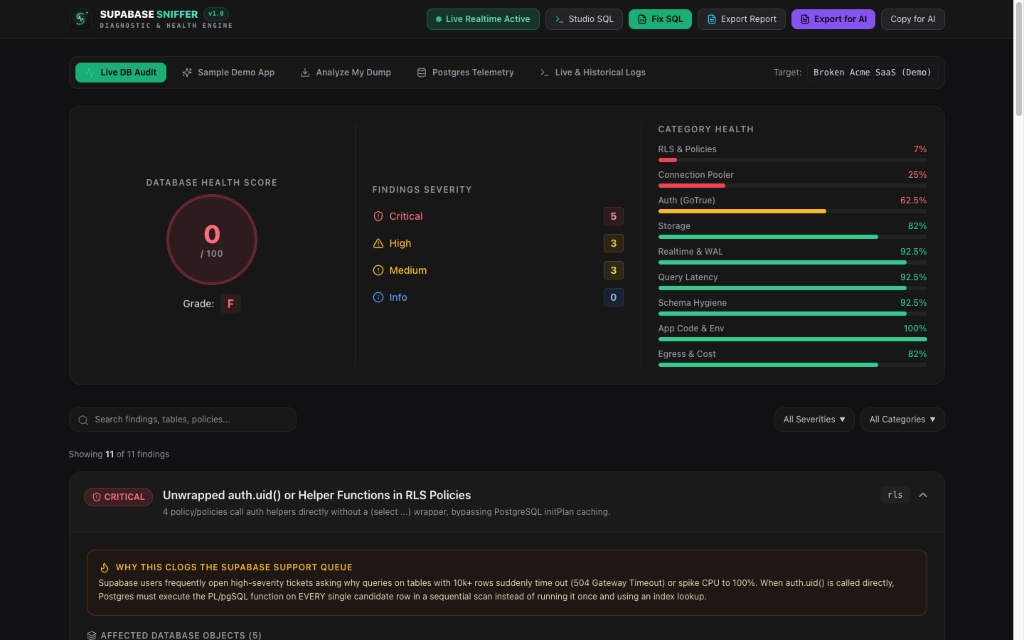 SUPABASE SNIFFER v1.0
DIAGNOSTIC & HEALTH ENGINE
Live Realtime Active
Studio SQL
Fix SQL
Export Report
Export for AI
Copy for AI
Live DB Audit
Sample Demo App
Analyze My Dump
Postgres Telemetry
Live & Historical Logs
Target: Broken Acme SaaS (Demo)
DATABASE HEALTH SCORE
0
/ 100
Grade: F
FINDINGS SEVERITY
Critical 5
High 3
Medium 3
Info 0
CATEGORY HEALTH
RLS & Policies 7%
Connection Pooler 25%
Auth (GoTrue) 62.5%
Storage 82%
Realtime & WAL 92.5%
Query Latency 92.5%
Schema Hygiene 92.5%
App Code & Env 100%
Egress & Cost 82%
Search findings, tables, policies...
All Severities ▼
All Categories ▼
Showing 11 of 11 findings
CRITICAL
Unwrapped auth.uid() or Helper Functions in RLS Policies
rls
4 policy/policies call auth helpers directly without a (select ...) wrapper, bypassing PostgreSQL initPlan caching.
WHY THIS CLOGS THE SUPABASE SUPPORT QUEUE
Supabase users frequently open high-severity tickets asking why queries on tables with 10k+ rows suddenly time out (504 Gateway Timeout) or spike CPU to 100%. When auth.uid() is called directly,
Postgres must execute the PL/pgSQL function on EVERY single candidate row in a sequential scan instead of running it once and using an index lookup.
AFFECTED DATABASE OBJECTS (5)